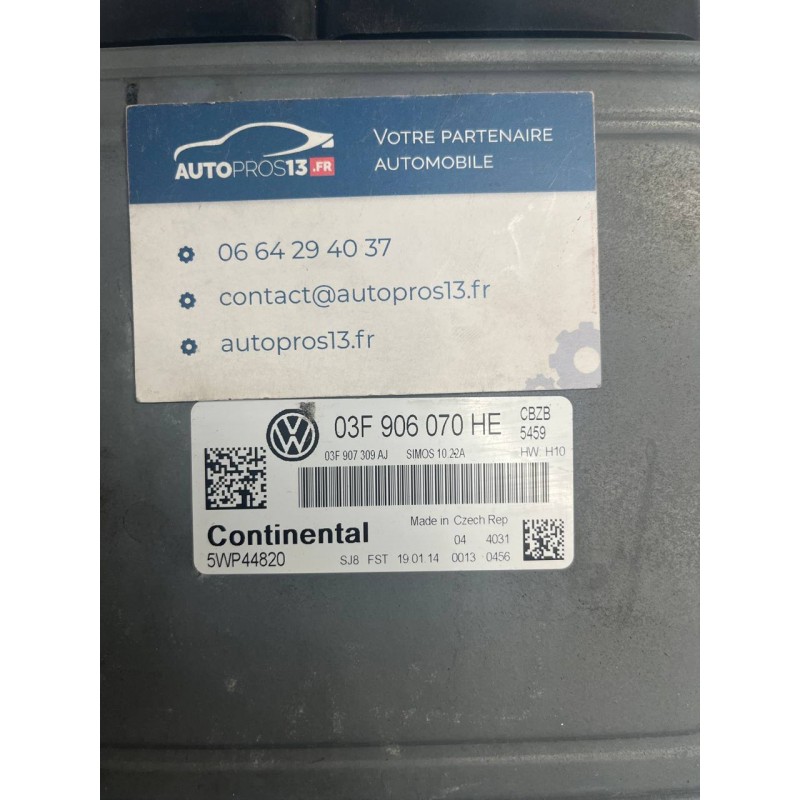 AUTOPROS13.FR
VOTRE PARTENAIRE
AUTOMOBILE
06 64 29 40 37
contact@autopros13.fr
autopros13.fr
03F 906 070 HE CBZB
5459
03F 907 309 AJ SIMOS 10.22A HW: H10
Made in Czech Rep
Continental 04 4031
5WP44820 SJ8 FST 19.01.14 0013 0456